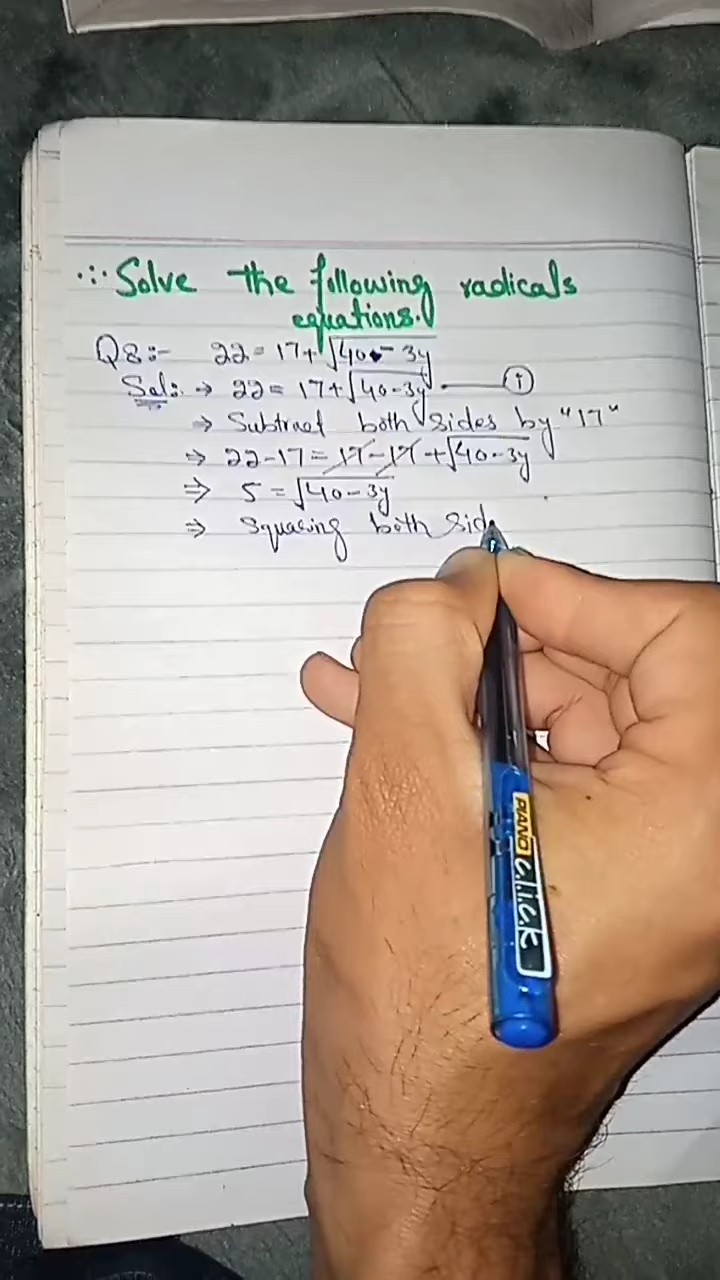 ∴ Solve the following radicals
equations.
Q8:- 22 = 17+√40 - 3y
Sol: → 22 = 17+√40-3y — (i)
⇒ Subtract both sides by "17"
⇒ 22-17 = 17-17 +√40-3y
⇒ 5 = √40-3y
⇒ Squaring both sid
PIANO
click